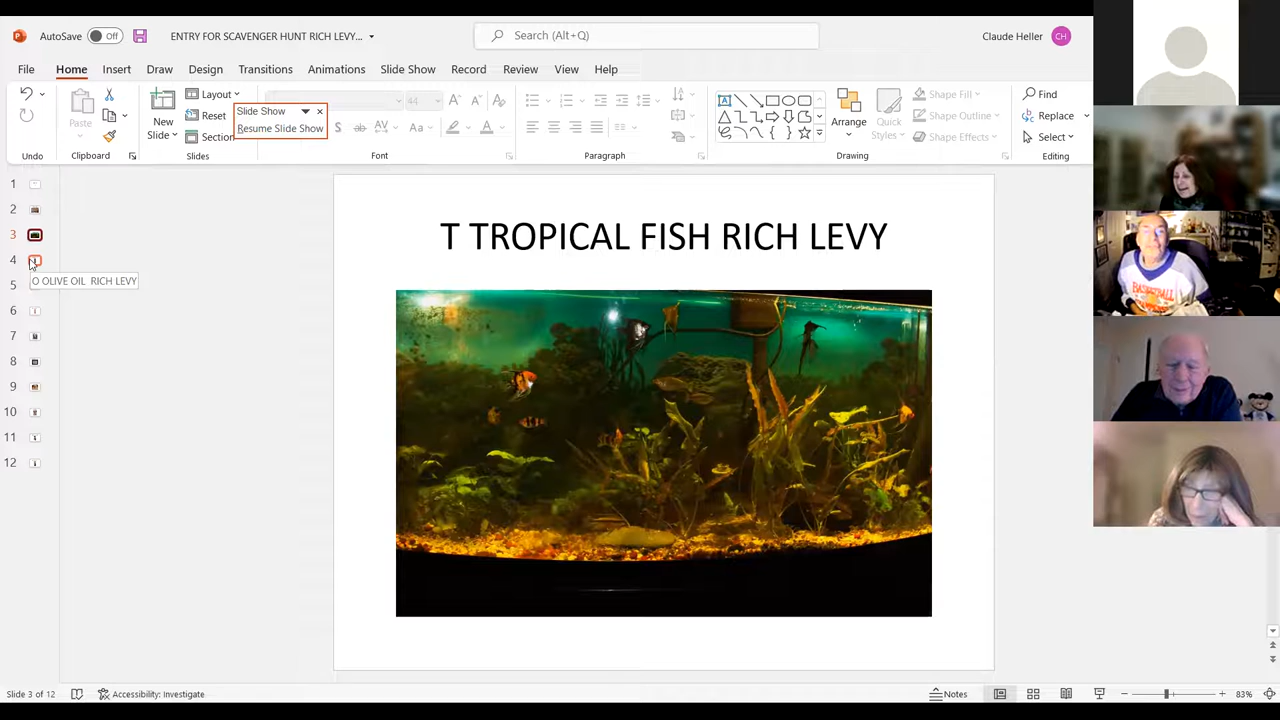 AutoSave Off ENTRY FOR SCAVENGER HUNT RICH LEVY... Search (Alt+Q) Claude Heller CH
File Home Insert Draw Design Transitions Animations Slide Show Record Review View Help
Paste New Slide Layout Reset Section
Slide Show
Resume Slide Show
44
Arrange Quick Styles Shape Fill Shape Outline Shape Effects
Find
Replace
Select
Undo Clipboard Slides Font Paragraph Drawing Editing
1
2
3
4
O OLIVE OIL RICH LEVY
5
6
7
8
9
10
11
12
T TROPICAL FISH RICH LEVY
BASKETBALL
Slide 3 of 12 Accessibility: Investigate Notes 83%